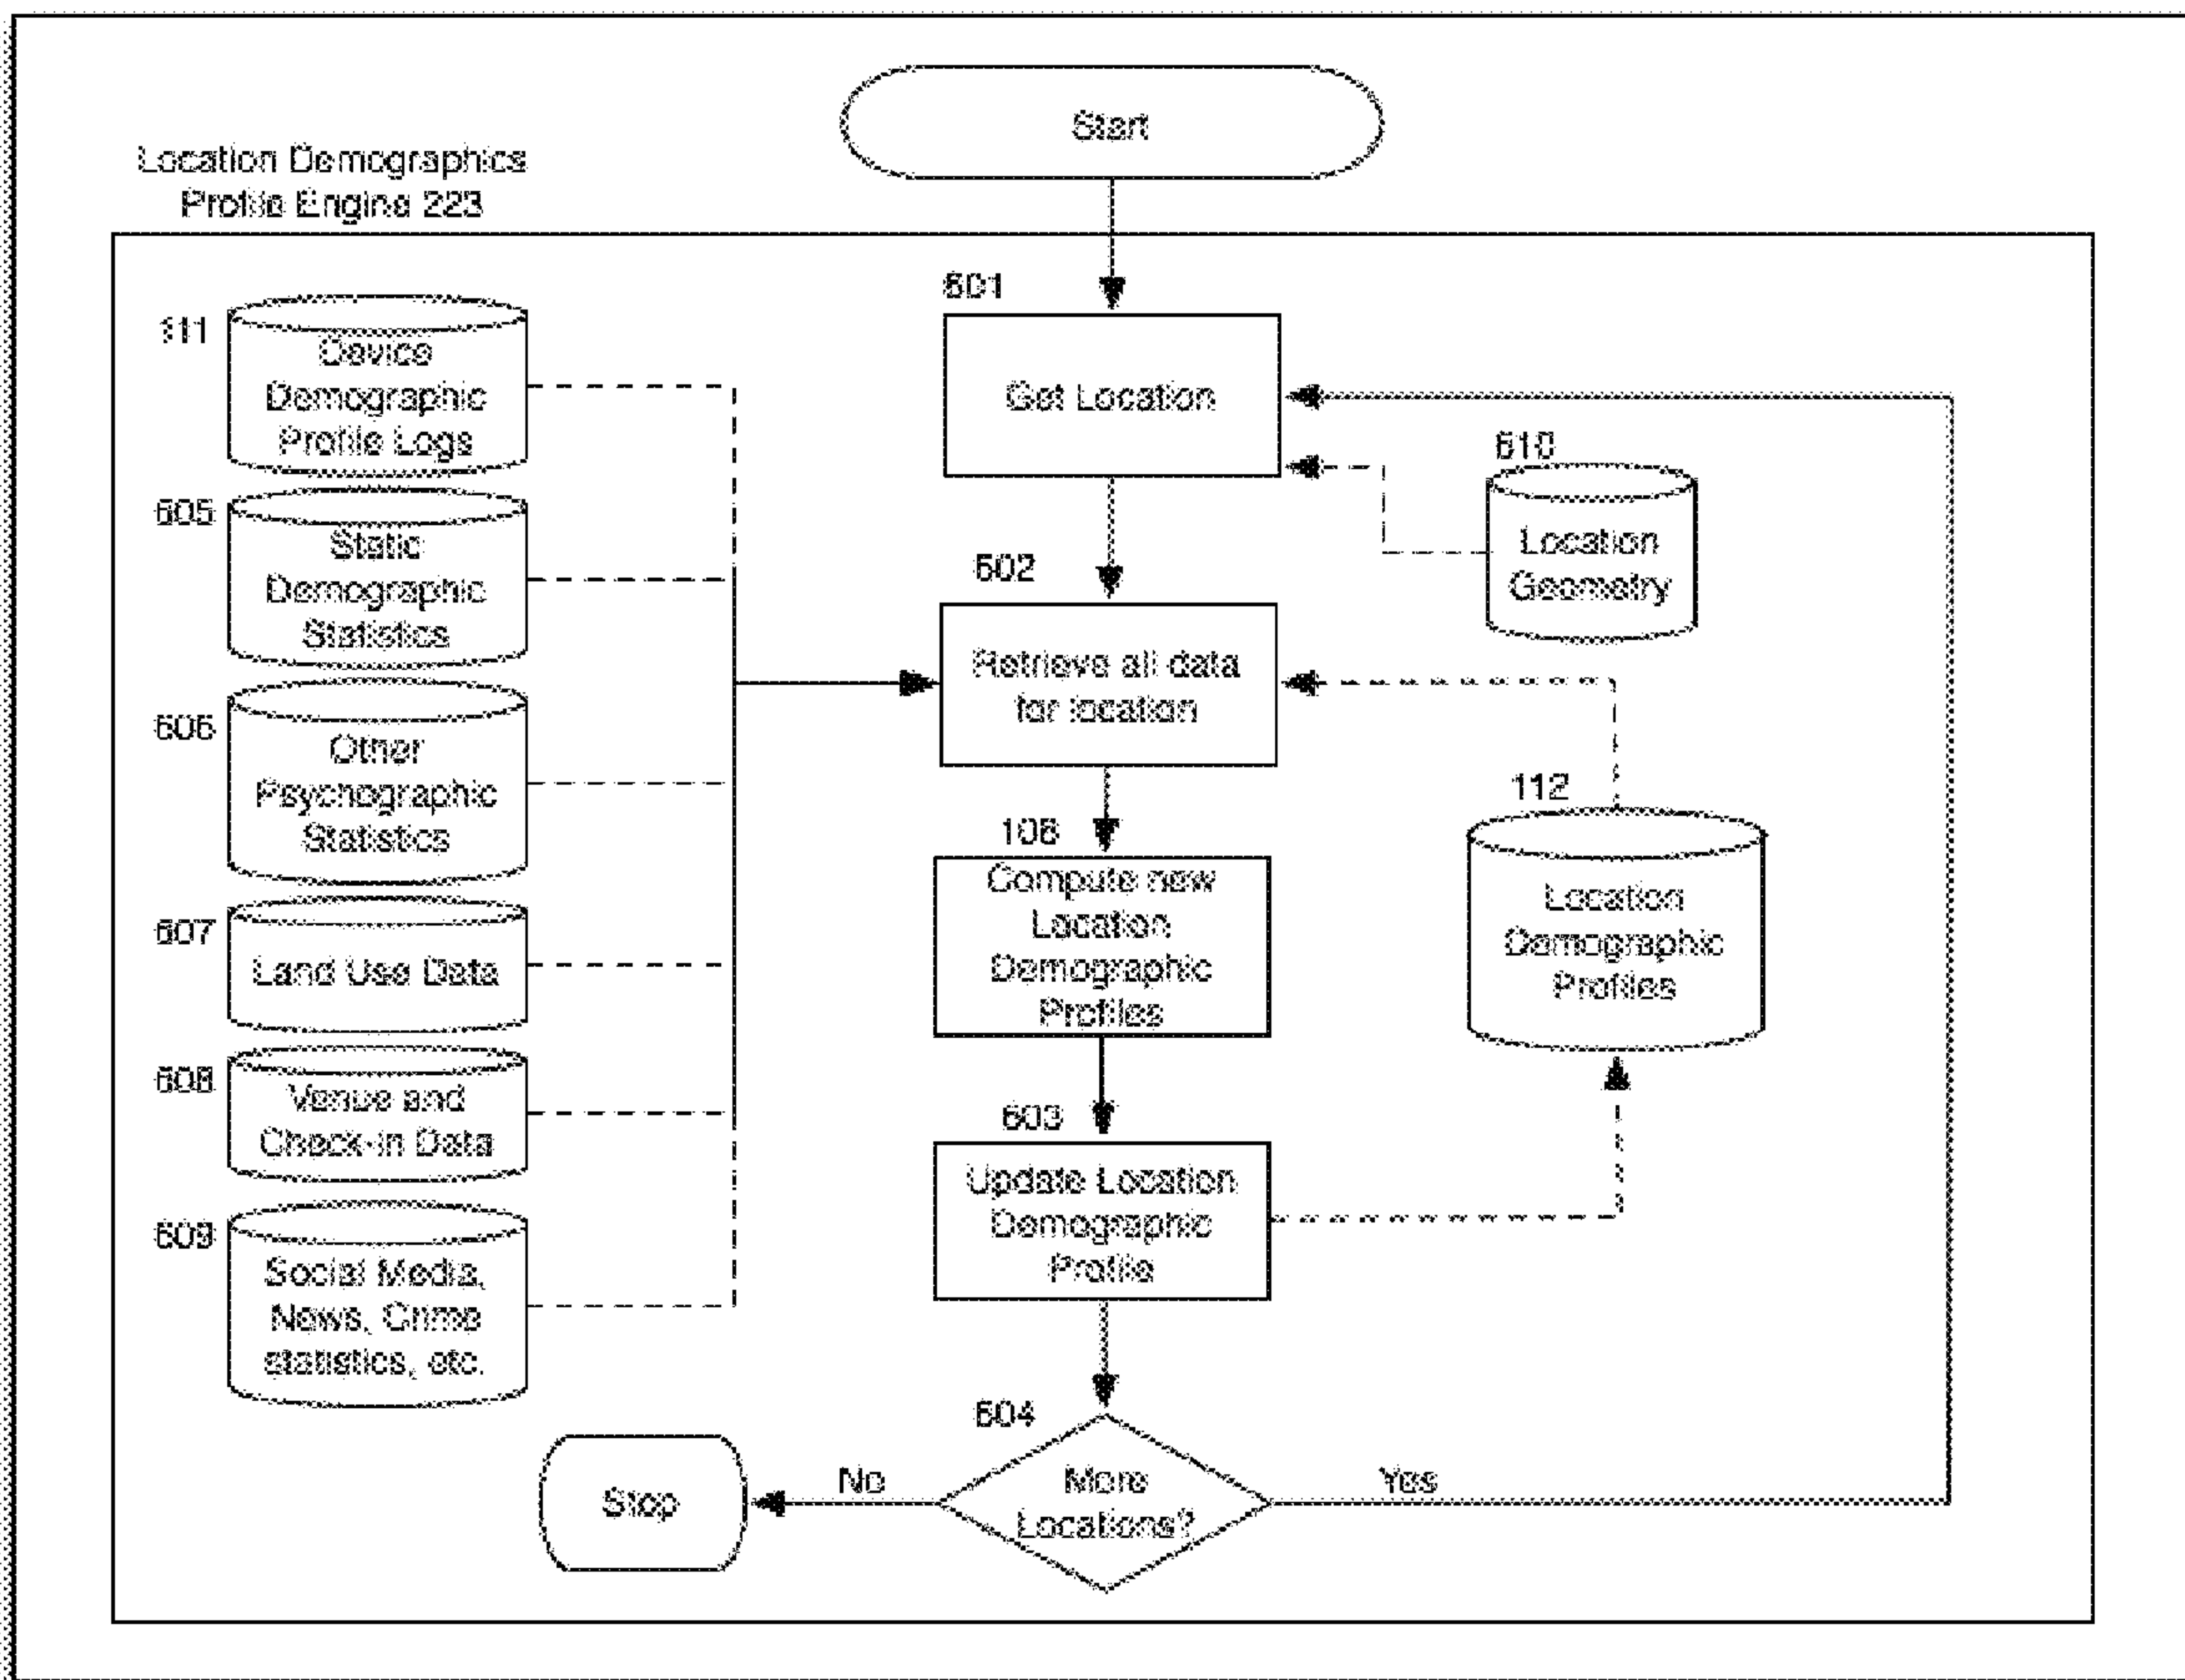 Start
Location Demographics
Profile Engine 223
601
111
Device
Demographic
Profile Logs
Get Location
610
Location
Geometry
605
Static
Demographic
Statistics
602
Retrieve all data
for location
606
Other
Psychographic
Statistics
112
Location
Demographic
Profiles
106
Compute new
Location
Demographic
Profiles
607
Land Use Data
608
Venue and
Check-in Data
603
Update Location
Demographic
Profile
609
Social Media,
News, Crime
statistics, etc.
604
More
Locations?
No
Yes
Stop